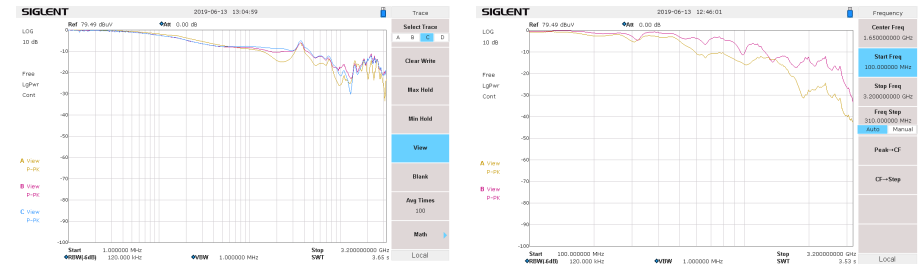 SIGLENT
2019-06-13 13:04:59
Trace
Ref 79.49 dBuV
Att 0.00 dB
LOG
10 dB
Free
LgPwr
Cont
0
-10
-20
-30
-40
-50
-60
-70
-80
-90
-100
A View
P-PK
B View
P-PK
C View
P-PK
Start 1.000000 MHz
Stop 3.200000000 GHz
RBW(.6dB) 120.000 kHz
VBW 1.000000 MHz
SWT 3.65 s
Select Trace
A B C D
Clear Write
Max Hold
Min Hold
View
Blank
Avg Times
100
Math
Local
SIGLENT
2019-06-13 12:46:01
Frequency
Ref 79.49 dBuV
Att 0.00 dB
LOG
10 dB
Free
LgPwr
Cont
0
-10
-20
-30
-40
-50
-60
-70
-80
-90
-100
A View
P-PK
B View
P-PK
Start 100.000000 MHz
Stop 3.200000000 GHz
RBW(.6dB) 120.000 kHz
VBW 1.000000 MHz
SWT 3.53 s
Center Freq
1.650000000 GHz
Start Freq
100.000000 MHz
Stop Freq
3.200000000 GHz
Freq Step
310.000000 MHz
Auto Manual
Peak→CF
CF→Step
Local